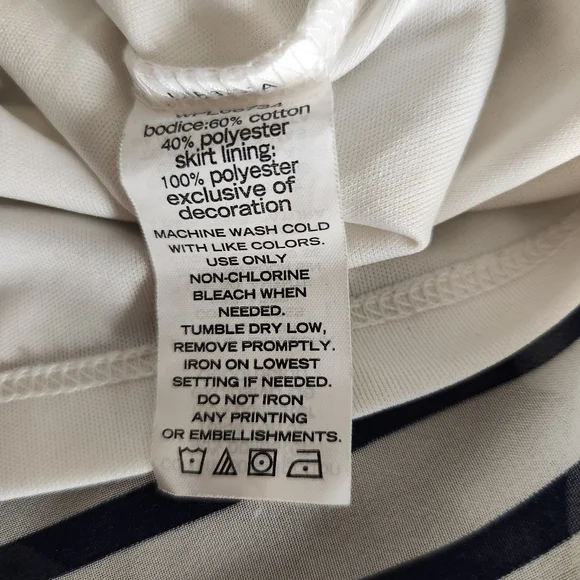 bodice:60% cotton
40% polyester
skirt lining:
100% polyester
exclusive of
decoration
MACHINE WASH COLD
WITH LIKE COLORS.
USE ONLY
NON-CHLORINE
BLEACH WHEN
NEEDED.
TUMBLE DRY LOW,
REMOVE PROMPTLY.
IRON ON LOWEST
SETTING IF NEEDED.
DO NOT IRON
ANY PRINTING
OR EMBELLISHMENTS.